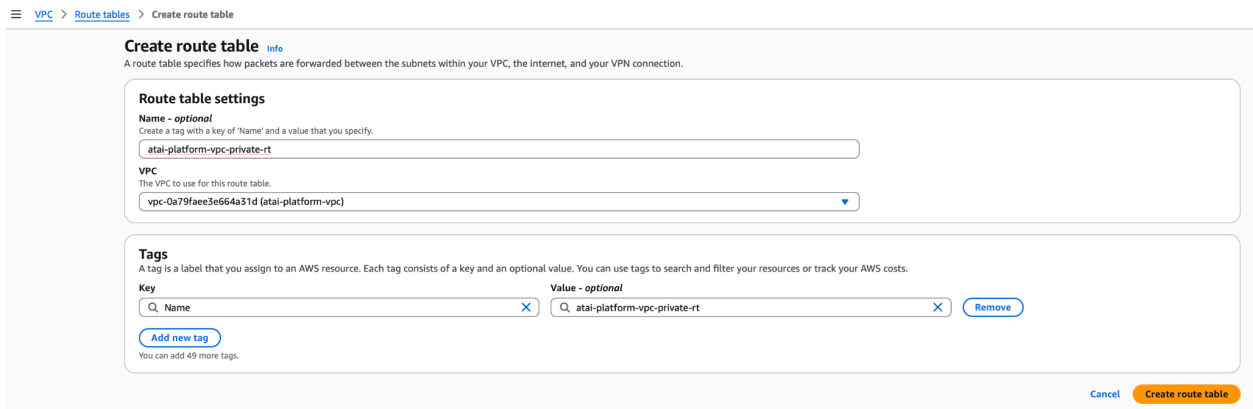 VPC > Route tables > Create route table
Create route table Info
A route table specifies how packets are forwarded between the subnets within your VPC, the internet, and your VPN connection.
Route table settings
Name - optional
Create a tag with a key of 'Name' and a value that you specify.
atai-platform-vpc-private-rt
VPC
The VPC to use for this route table.
vpc-0a79faee3e664a31d (atai-platform-vpc)
Tags
A tag is a label that you assign to an AWS resource. Each tag consists of a key and an optional value. You can use tags to search and filter your resources or track your AWS costs.
Key Value - optional
Name atai-platform-vpc-private-rt Remove
Add new tag
You can add 49 more tags.
Cancel Create route table